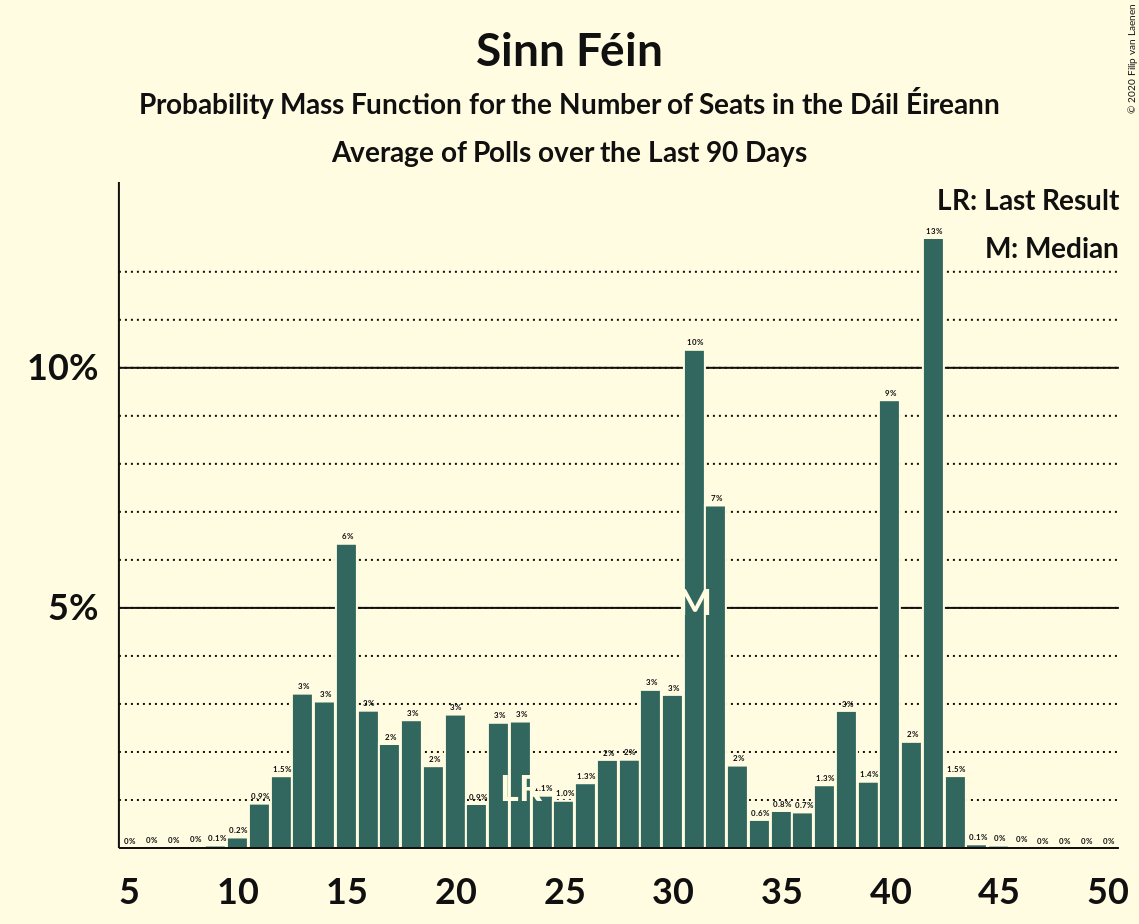 Sinn Féin
Probability Mass Function for the Number of Seats in the Dáil Éireann
Average of Polls over the Last 90 Days
© 2020 Filip van Laenen
LR: Last Result
M: Median
10%
5%
0% 0% 0% 0% 0.1% 0.2% 0.9% 1.5% 3% 3% 6% 3% 2% 3% 2% 3% 0.9% 3% 3% 1.1% 1.0% 1.3% 2% 2% 3% 3% 10% 7% 2% 0.6% 0.8% 0.7% 1.3% 3% 1.4% 9% 2% 13% 1.5% 0.1% 0% 0% 0% 0% 0% 0%
M
LR
5 10 15 20 25 30 35 40 45 50